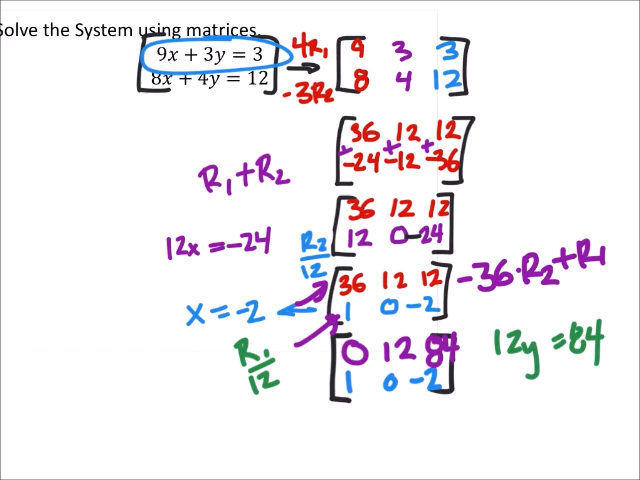 Solve the System using matrices.
9x + 3y = 3
8x + 4y = 12
4R₁
-3R₂
9 3 3
8 4 12
36 12 12
+ + +
-24 -12 -36
R₁+R₂
36 12 12
12 0 -24
12x = -24
R₂/12
36 12 12
1 0 -2
-36·R₂+R₁
x = -2
R₁/12
0 12 84
1 0 -2
12y = 84